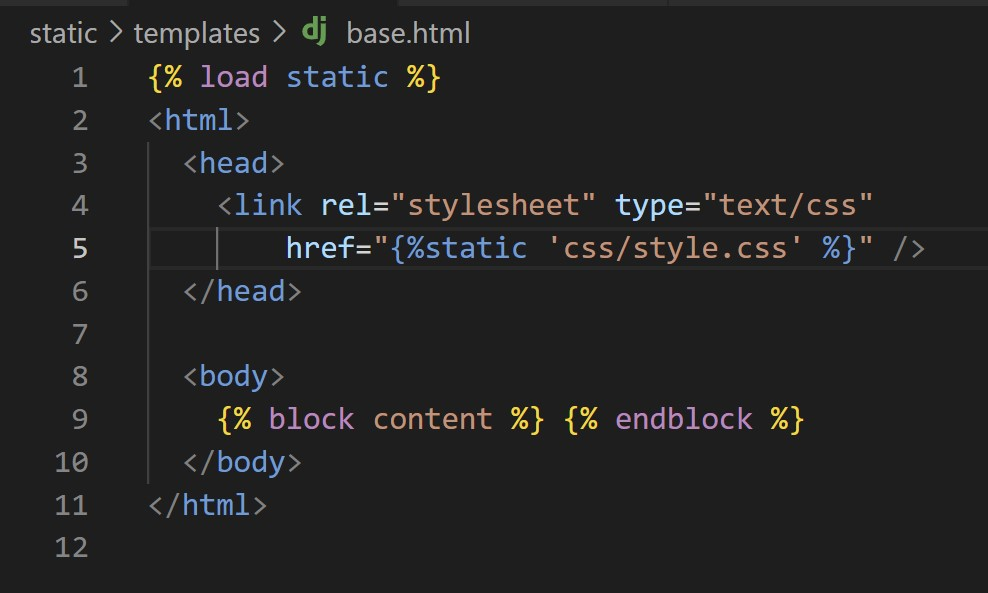 static > templates > dj base.html
1 {% load static %}
2 <html>
3 <head>
4 <link rel="stylesheet" type="text/css"
5 href="{%static 'css/style.css' %}" />
6 </head>
7
8 <body>
9 {% block content %} {% endblock %}
10 </body>
11 </html>
12